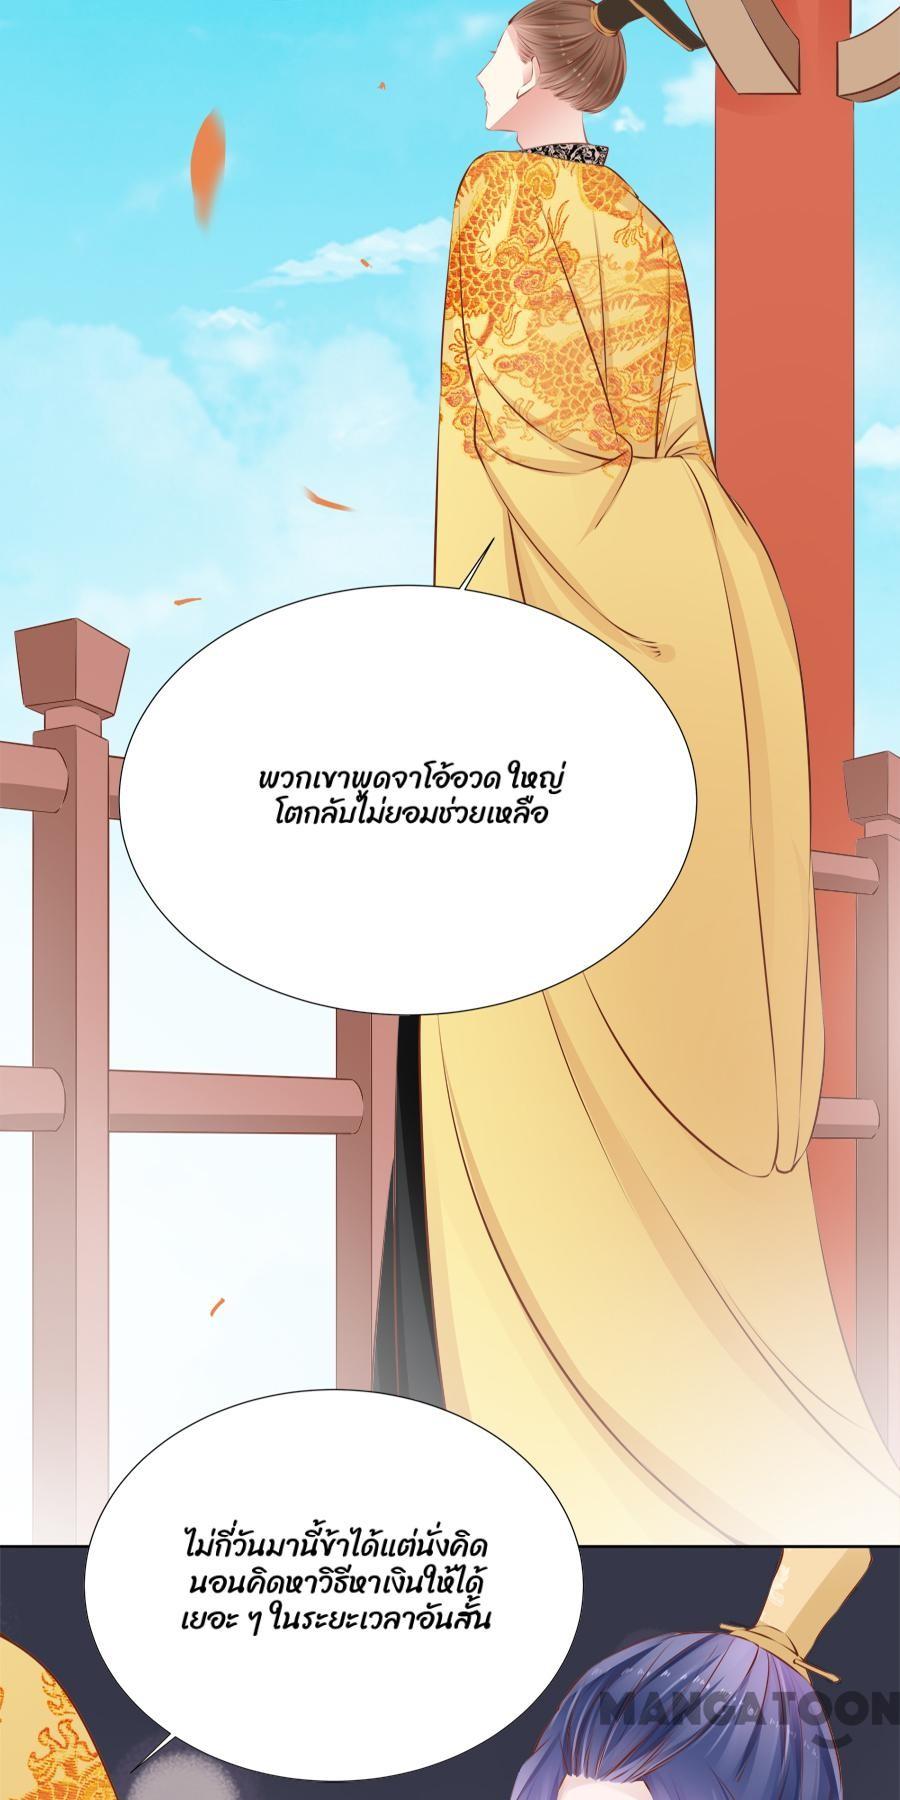 พวกเขาพูดจาโอ้อวด ใหญ่
โตกลับไม่ยอมช่วยเหลือ
ไม่กี่วันมานี้ข้าได้แต่นั่งคิด
นอนคิดหาวิธีหาเงินให้ได้
เยอะ ๆ ในระยะเวลาอันสั้น
MANGATOON